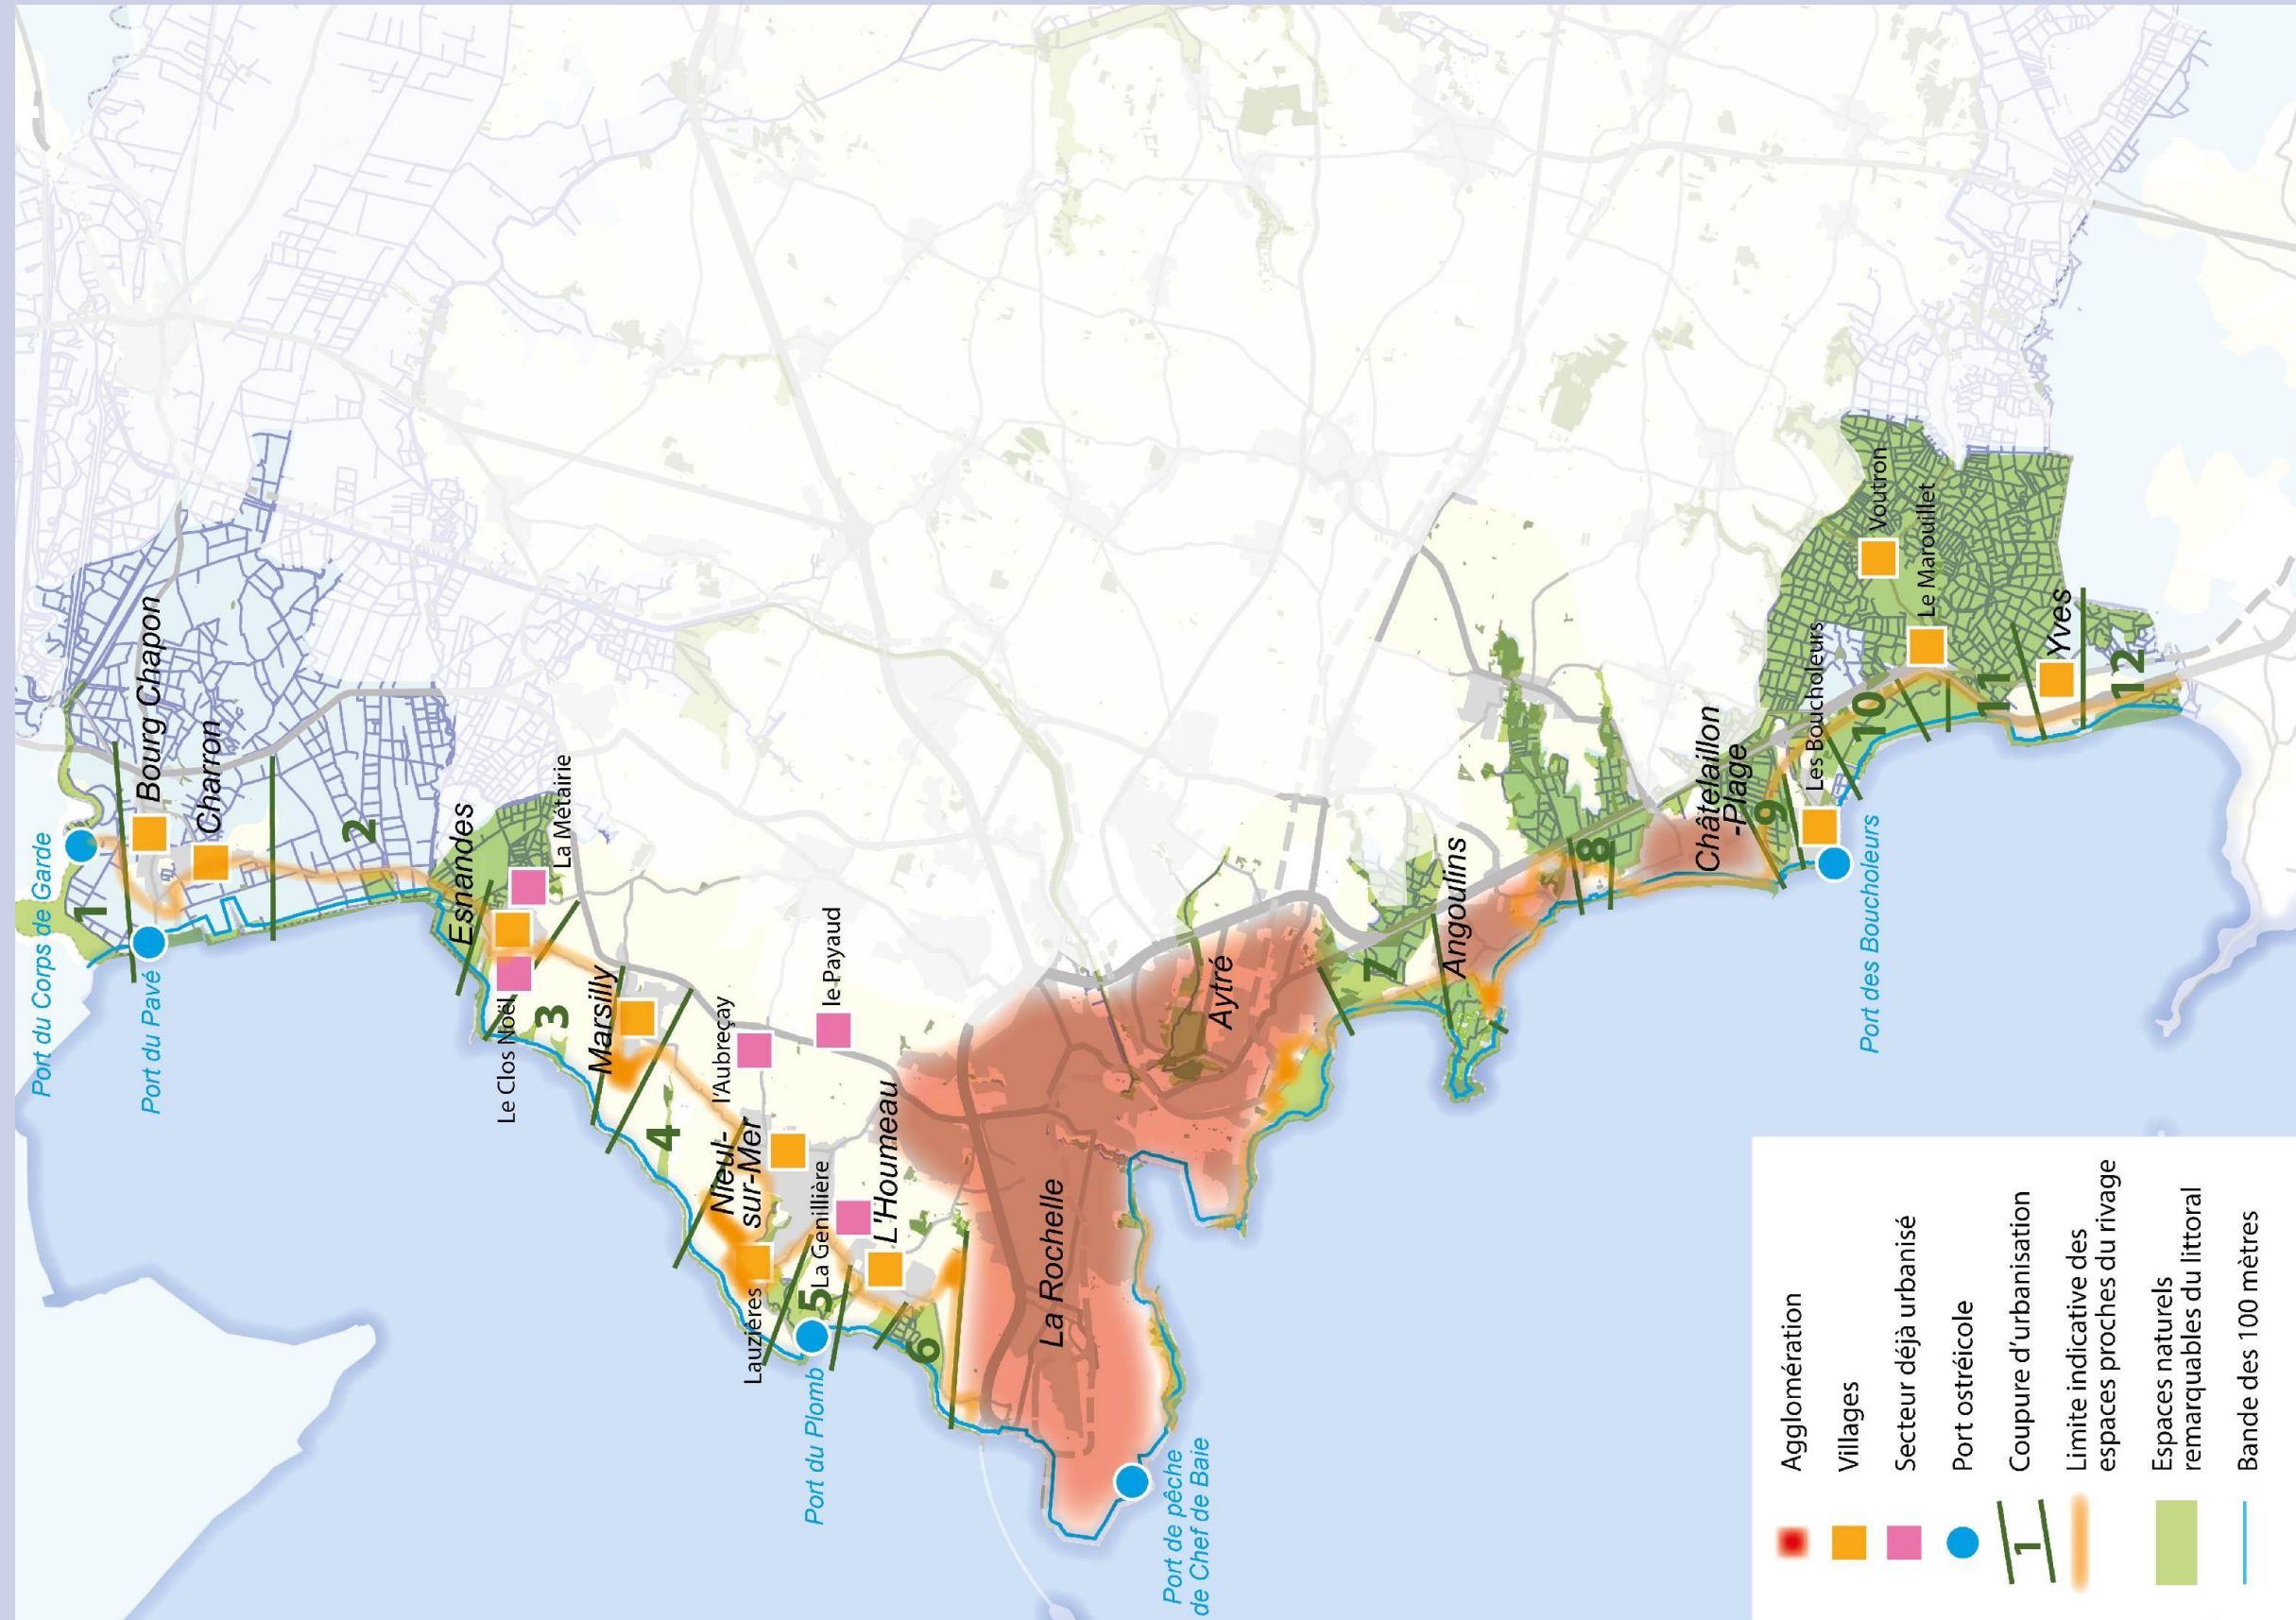 Port du Corps de Garde
1
Port du Pavé
Bourg Chapon
Charron
2
Esnandes
La Métairie
Le Clos Noël
3
Marsilly
4
l'Aubreçay
le Payaud
Nieul-
sur-Mer
Lauzières
5
La Genillière
Port du Plomb
L'Houmeau
6
La Rochelle
Port de pêche
de Chef de Baie
Aytré
7
Angoulins
8
Châtelaillon
-Plage
9
Les Boucholeurs
Port des Boucholeurs
10
Voutron
Le Marouillet
11
Yves
12
Agglomération
Villages
Secteur déjà urbanisé
Port ostréicole
1
Coupure d'urbanisation
Limite indicative des
espaces proches du rivage
Espaces naturels
remarquables du littoral
Bande des 100 mètres